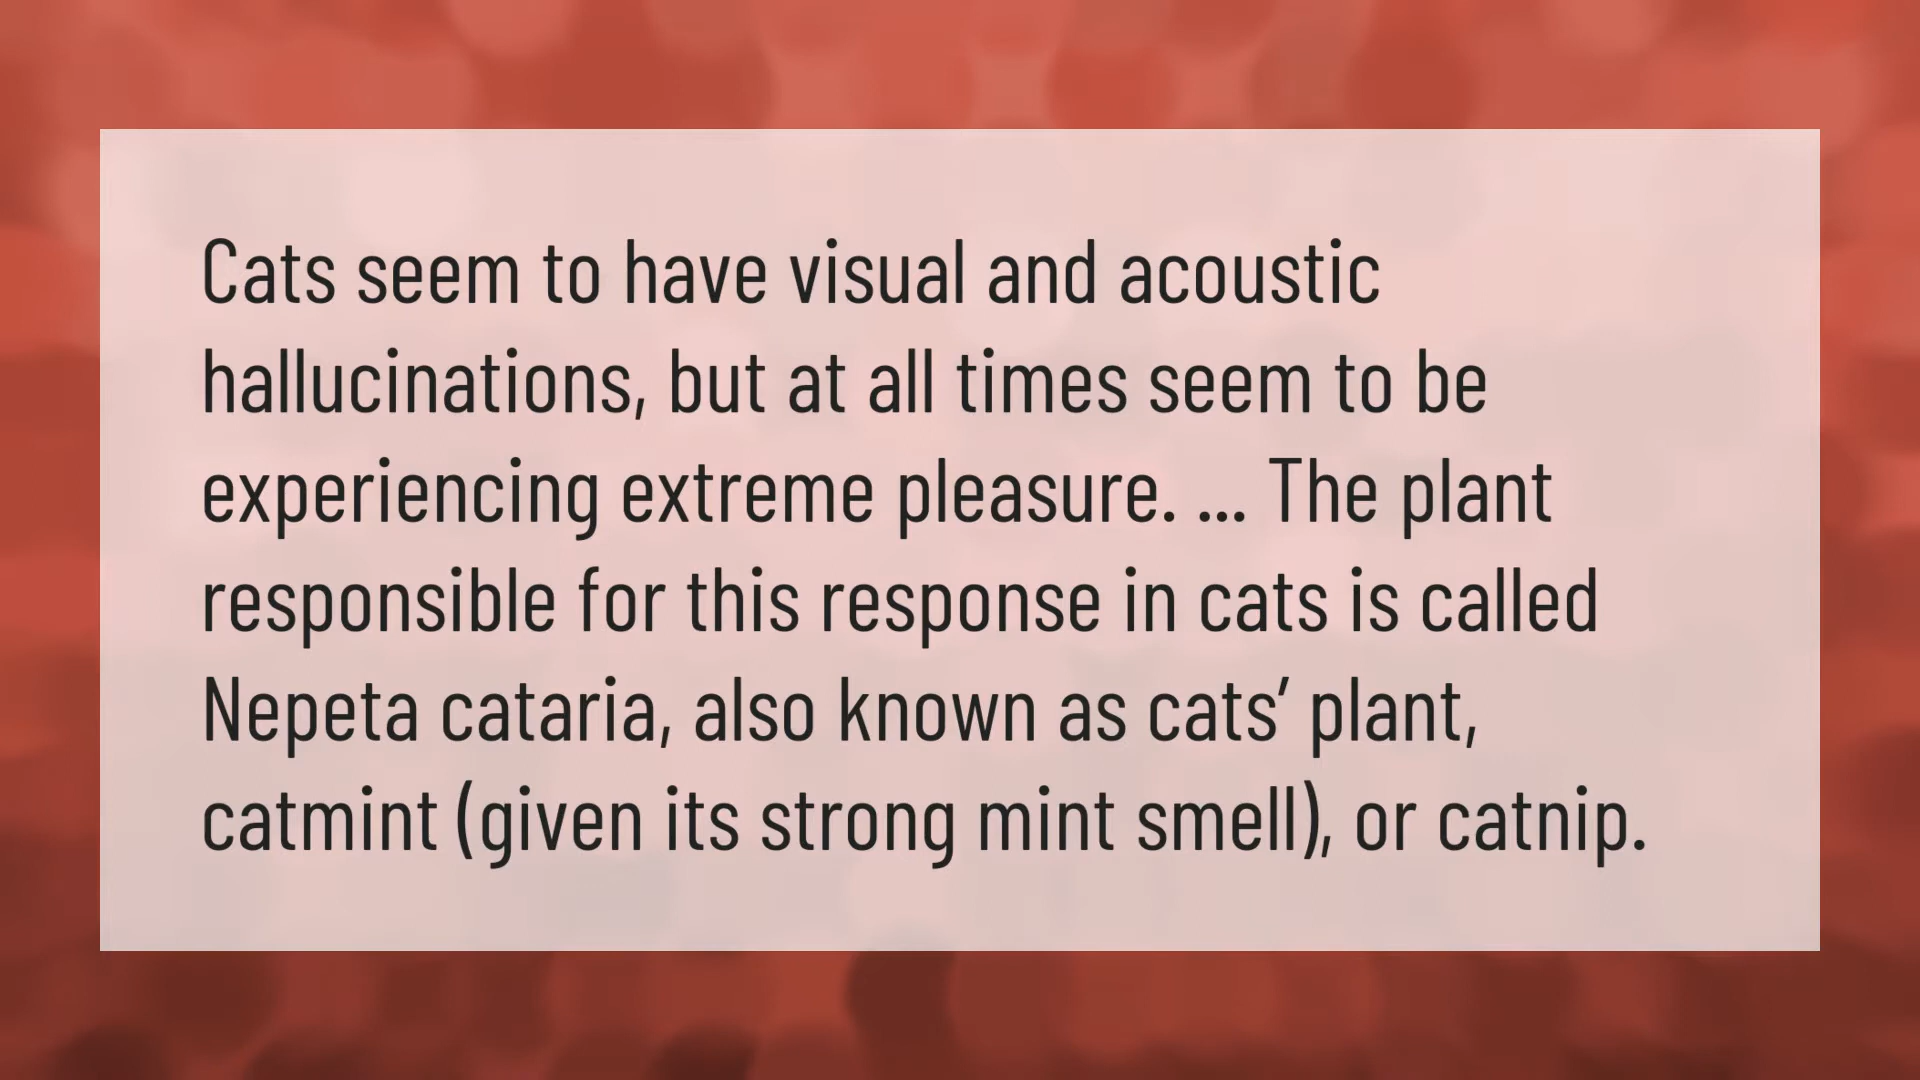 Cats seem to have visual and acoustic
hallucinations, but at all times seem to be
experiencing extreme pleasure. ... The plant
responsible for this response in cats is called
Nepeta cataria, also known as cats’ plant,
catmint (given its strong mint smell), or catnip.